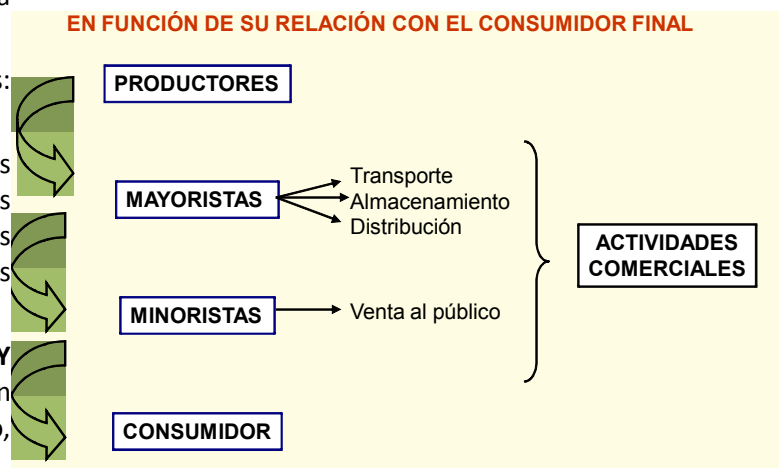 EN FUNCIÓN DE SU RELACIÓN CON EL CONSUMIDOR FINAL
s:
PRODUCTORES
s
s
s
s
MAYORISTAS
Transporte
Almacenamiento
Distribución
ACTIVIDADES
COMERCIALES
MINORISTAS
Venta al público
Y
n
,
CONSUMIDOR